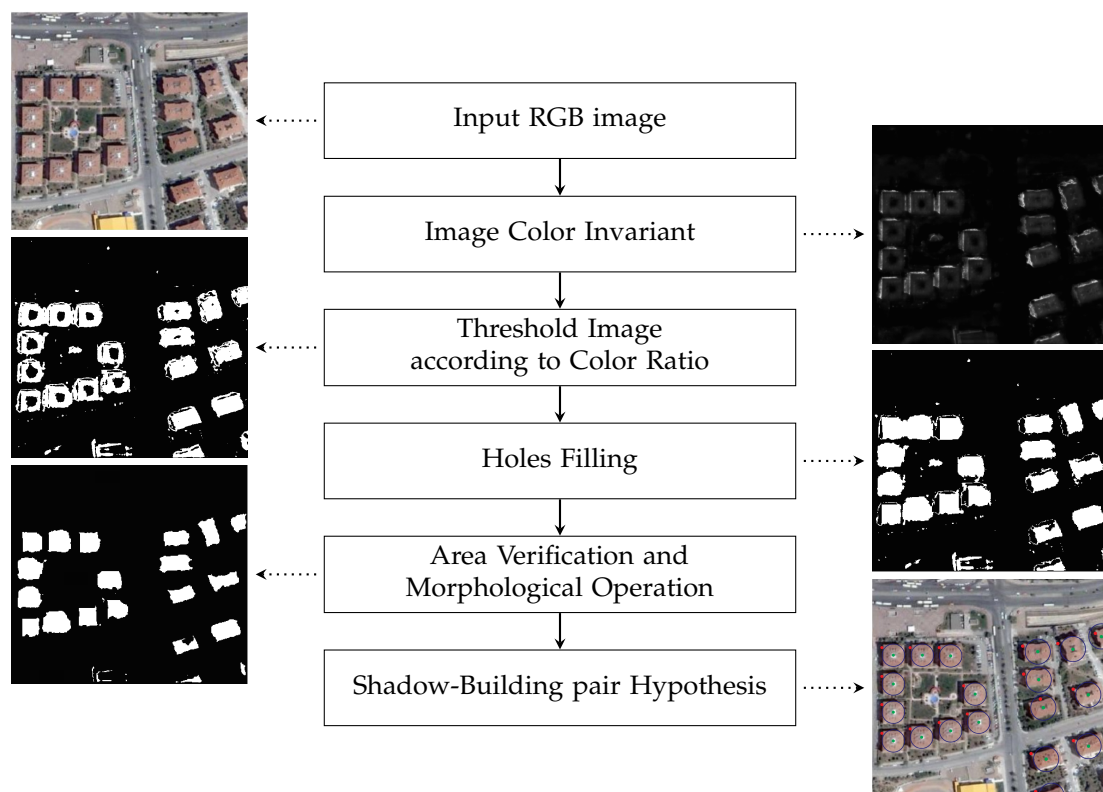 Input RGB image
Image Color Invariant
Threshold Image
according to Color Ratio
Holes Filling
Area Verification and
Morphological Operation
Shadow-Building pair Hypothesis